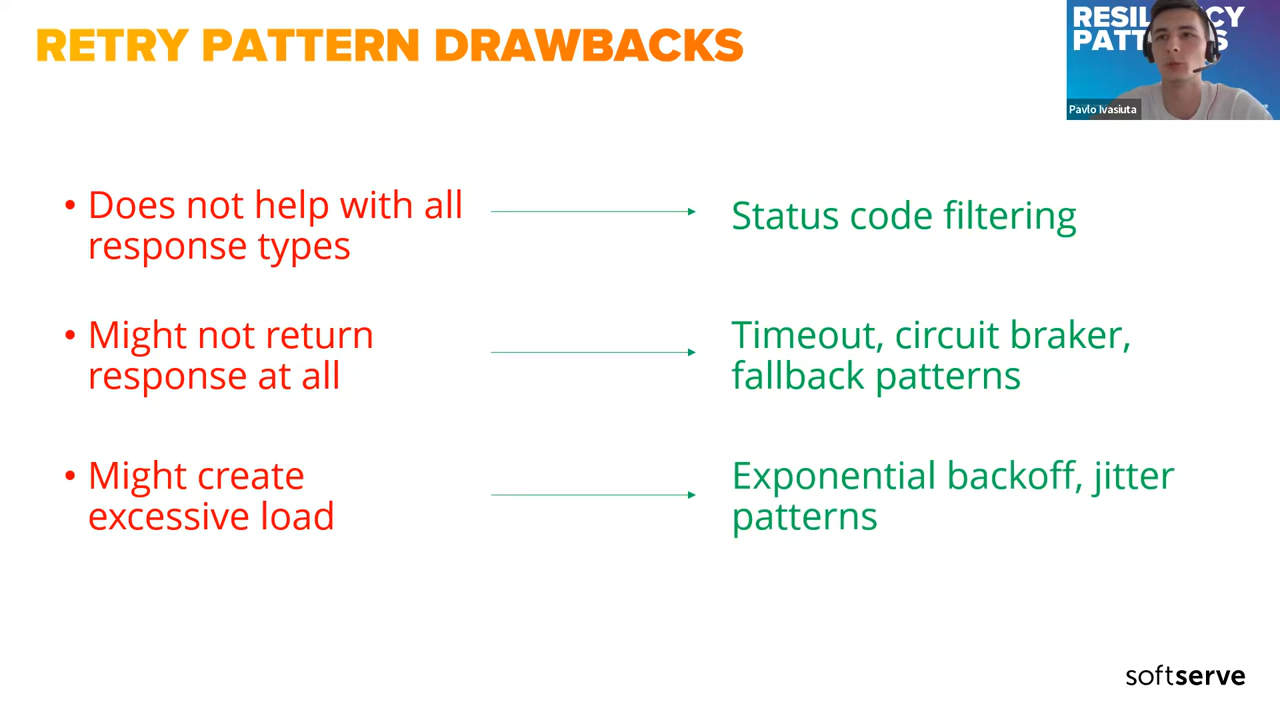 RETRY PATTERN DRAWBACKS
Pavlo Ivasiuta
• Does not help with all
response types
Status code filtering
• Might not return
response at all
Timeout, circuit braker,
fallback patterns
• Might create
excessive load
Exponential backoff, jitter
patterns
softserve